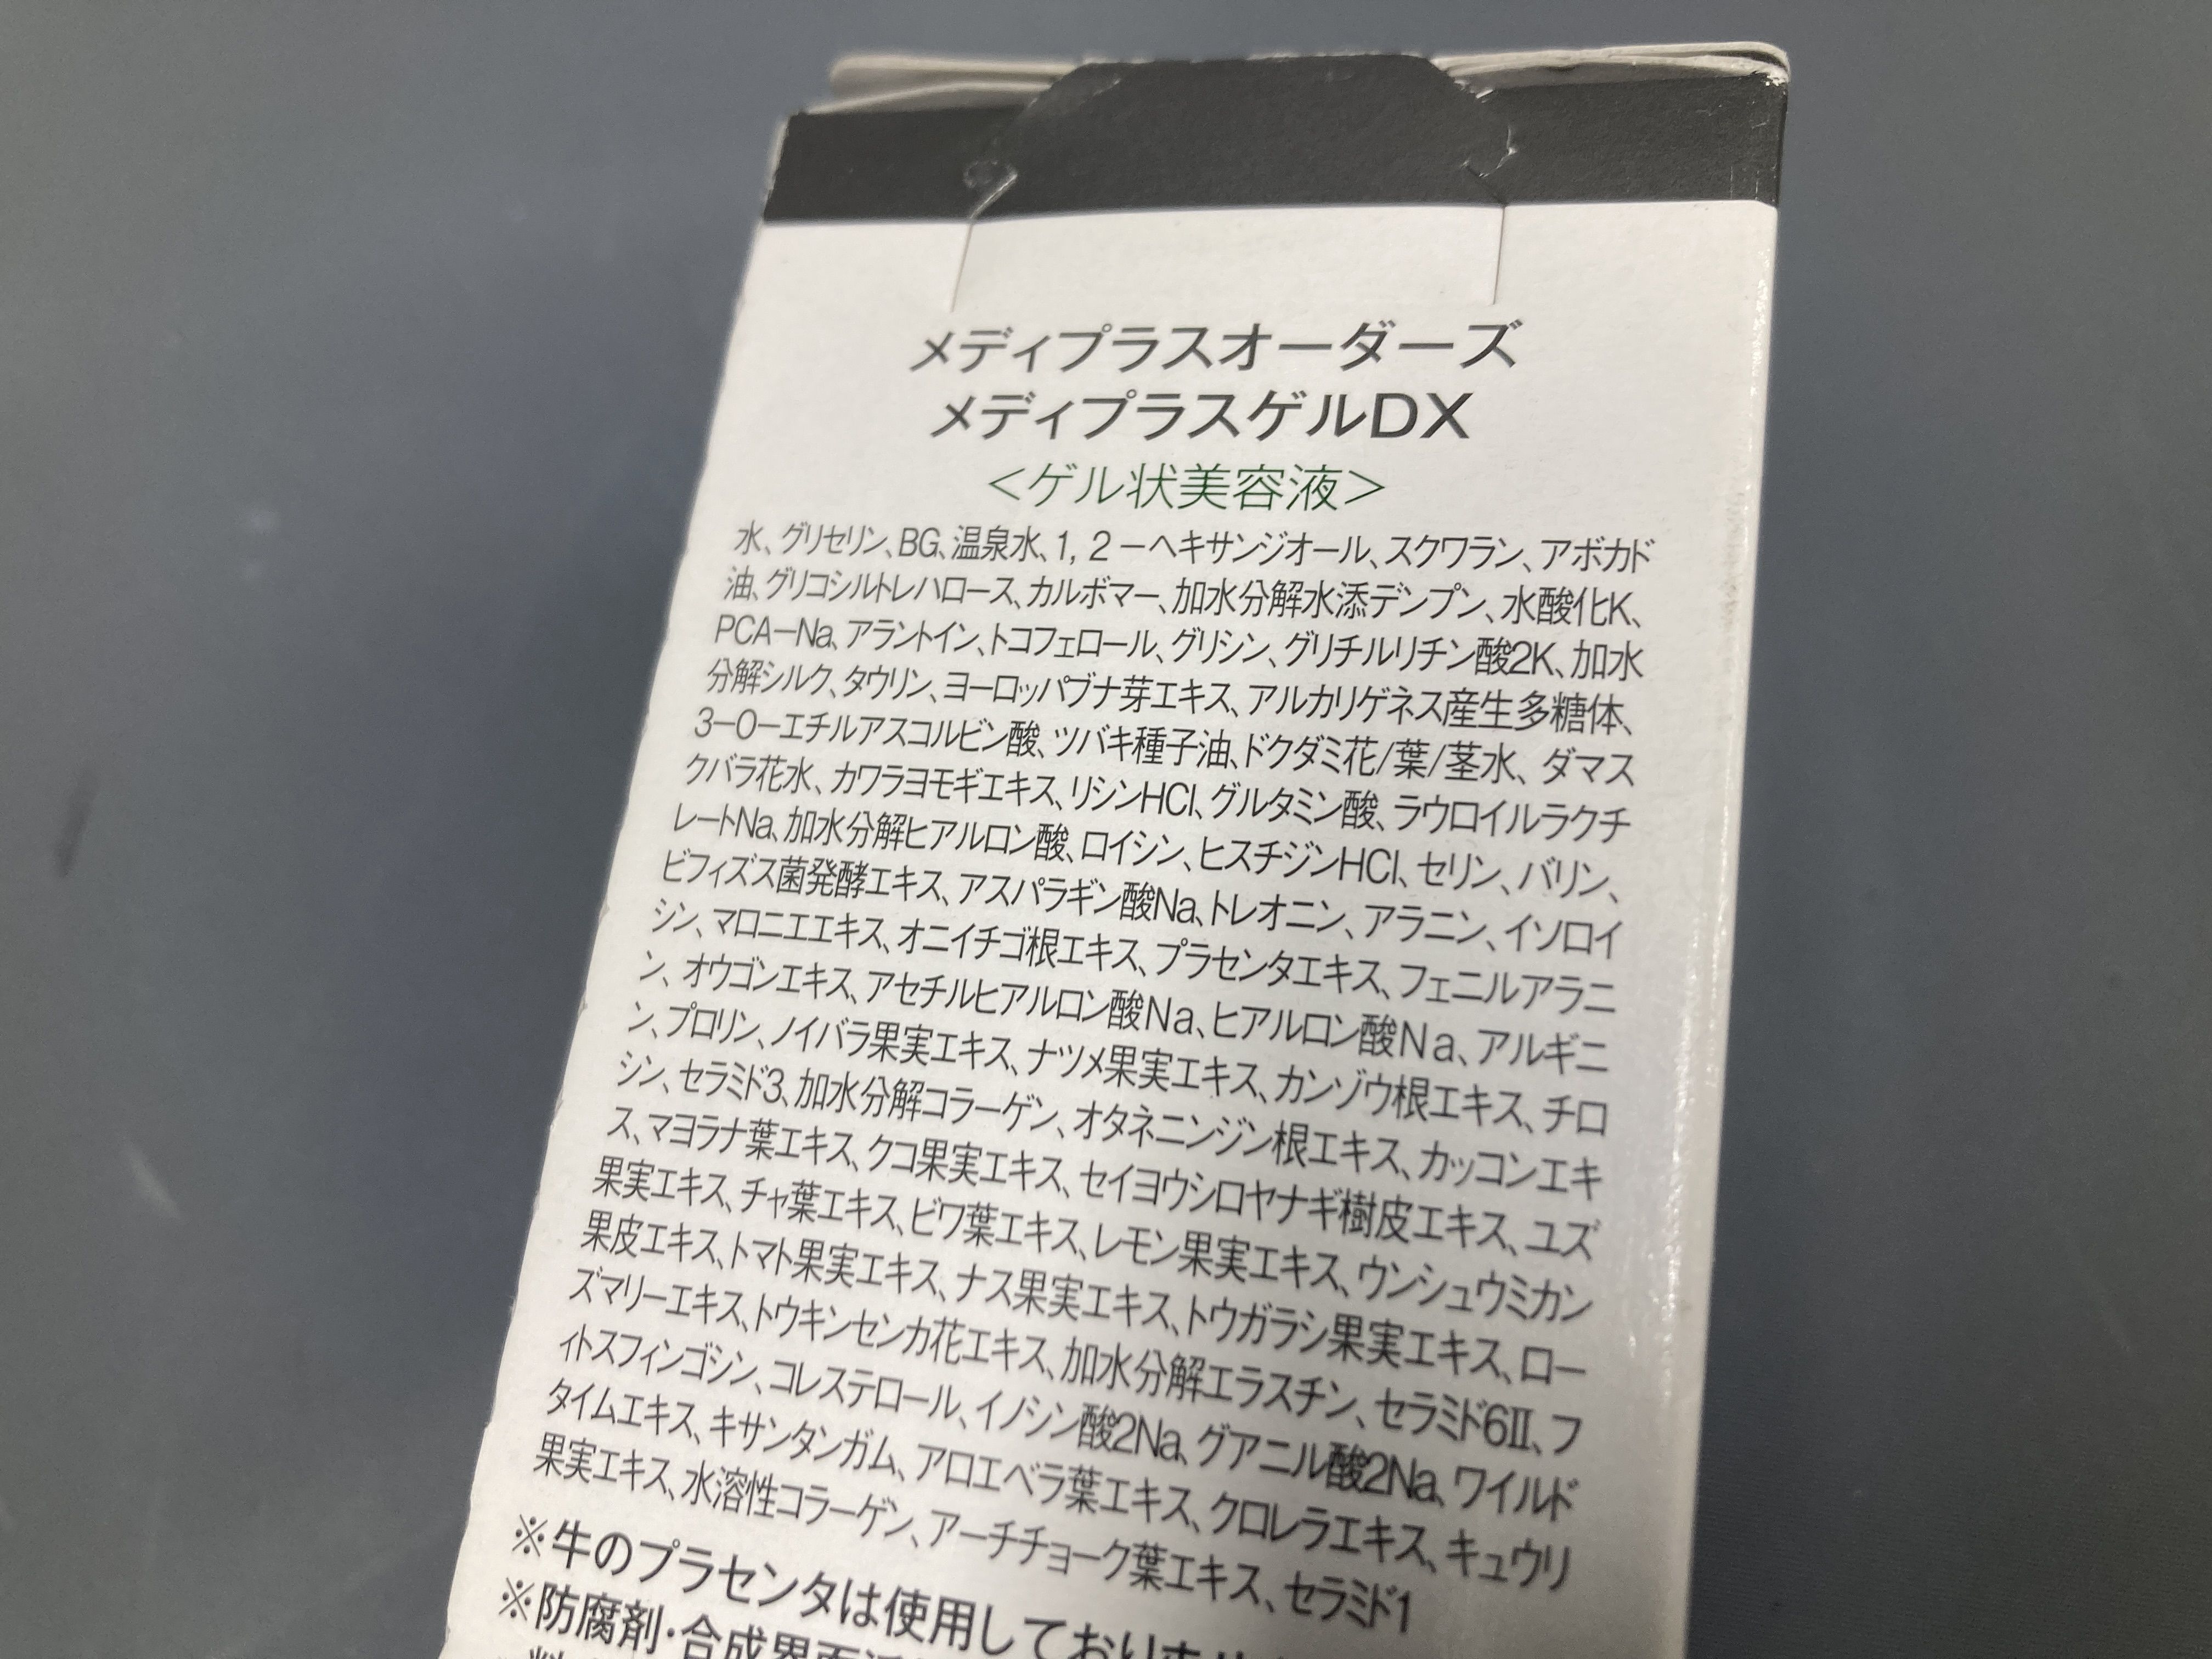 メディプラスオーダーズ
メディプラスゲルDX
＜ゲル状美容液＞
水、グリセリン、BG、温泉水、1, 2 －ヘキサンジオール、スクワラン、アボカド
油、グリコシルトレハロース、カルボマー、加水分解水添デンプン、水酸化K、
PCA－Na、アラントイン、トコフェロール、グリシン、グリチルリチン酸2K、加水
分解シルク、タウリン、ヨーロッパブナ芽エキス、アルカリゲネス産生多糖体、
3－O－エチルアスコルビン酸、ツバキ種子油、ドクダミ花/葉/茎水、ダマス
クバラ花水、カワラヨモギエキス、リシンHCl、グルタミン酸、ラウロイルラクチ
レートNa、加水分解ヒアルロン酸、ロイシン、ヒスチジンHCl、セリン、バリン、
ビフィズス菌発酵エキス、アスパラギン酸Na、トレオニン、アラニン、イソロイ
シン、マロニエエキス、オニイチゴ根エキス、プラセンタエキス、フェニルアラニ
ン、オウゴンエキス、アセチルヒアルロン酸Na、ヒアルロン酸Na、アルギニ
ン、プロリン、ノイバラ果実エキス、ナツメ果実エキス、カンゾウ根エキス、チロ
シン、セラミド3、加水分解コラーゲン、オタネニンジン根エキス、カッコンエキ
ス、マヨラナ葉エキス、クコ果実エキス、セイヨウシロヤナギ樹皮エキス、ユズ
果実エキス、チャ葉エキス、ビワ葉エキス、レモン果実エキス、ウンシュウミカン
果皮エキス、トマト果実エキス、ナス果実エキス、トウガラシ果実エキス、ロー
ズマリーエキス、トウキンセンカ花エキス、加水分解エラスチン、セラミド6Ⅱ、フ
ィトスフィンゴシン、コレステロール、イノシン酸2Na、グアニル酸2Na、ワイルド
タイムエキス、キサンタンガム、アロエベラ葉エキス、クロレラエキス、キュウリ
果実エキス、水溶性コラーゲン、アーチチョーク葉エキス、セラミド1
※牛のプラセンタは使用しておりま
※防腐剤・合成界面